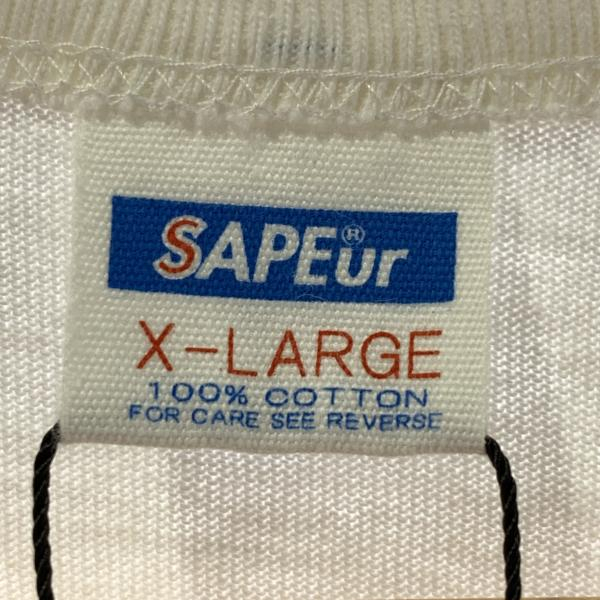 SAPEur®
X-LARGE
100% COTTON
FOR CARE SEE REVERSE